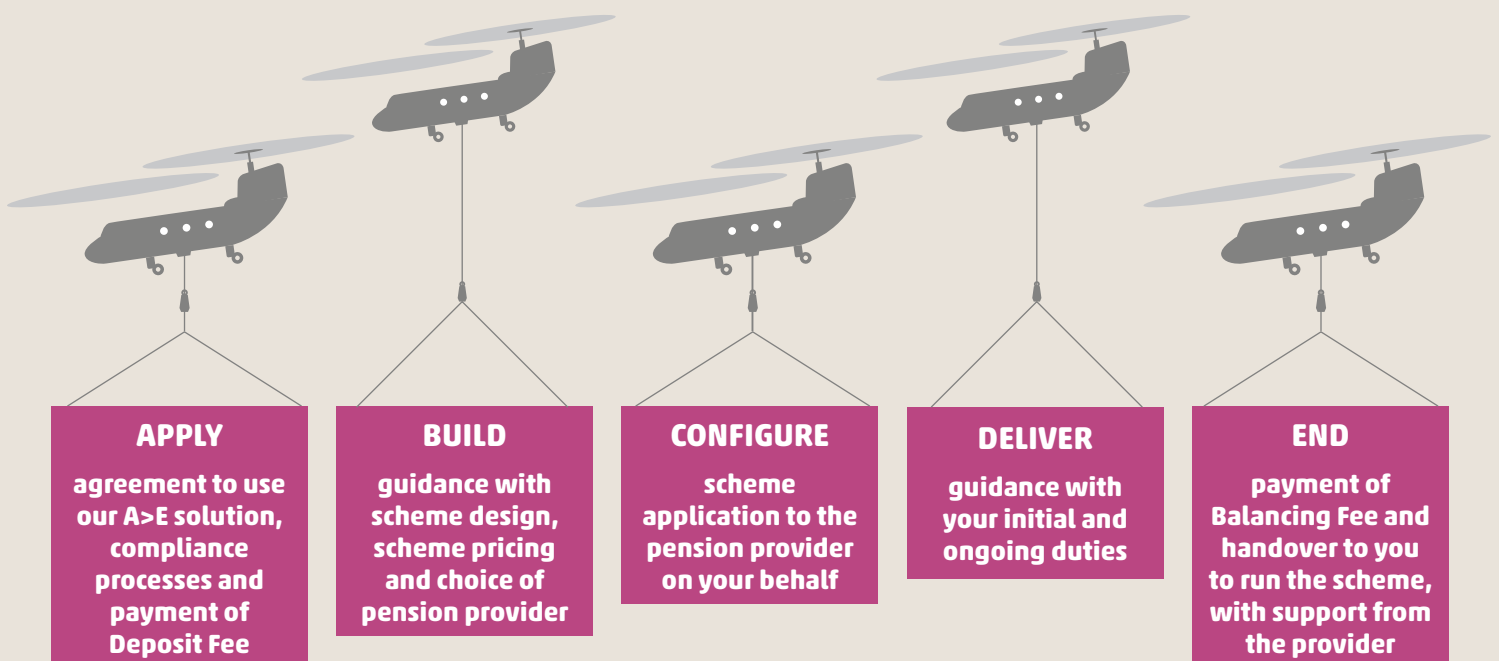 APPLY
agreement to use
our A>E solution,
compliance
processes and
payment of
Deposit Fee
BUILD
guidance with
scheme design,
scheme pricing
and choice of
pension provider
CONFIGURE
scheme
application to the
pension provider
on your behalf
DELIVER
guidance with
your initial and
ongoing duties
END
payment of
Balancing Fee and
handover to you
to run the scheme,
with support from
the provider